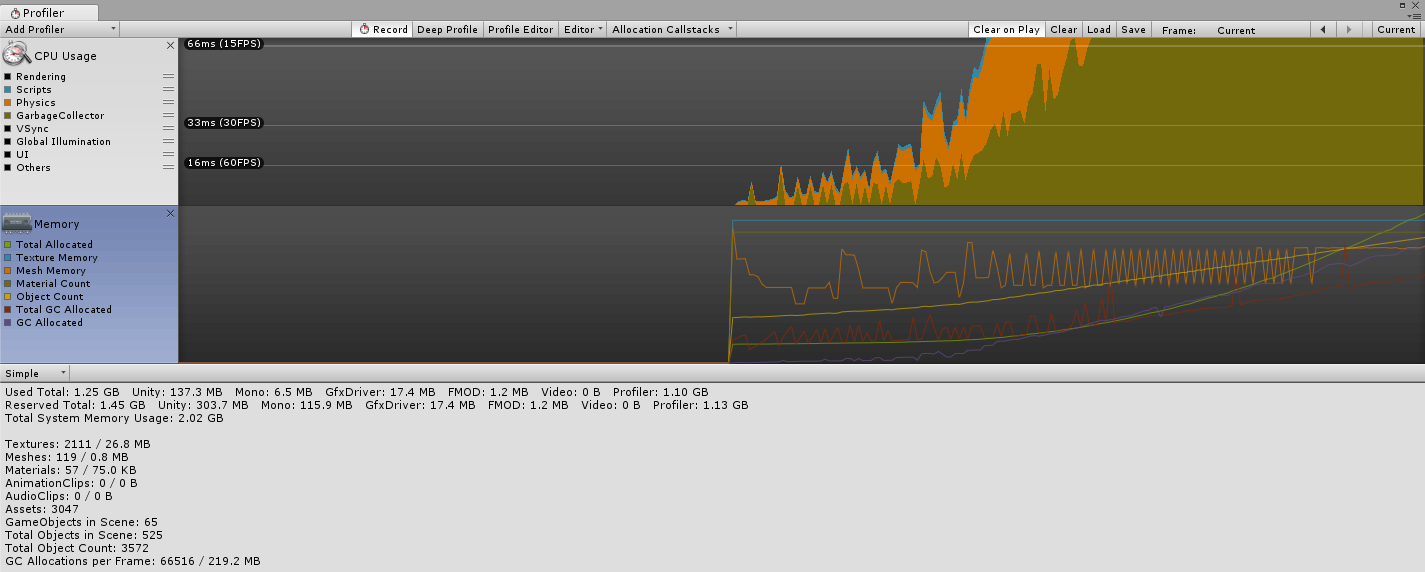 Profiler
Add Profiler Record Deep Profile Profile Editor Editor Allocation Callstacks Clear on Play Clear Load Save Frame: Current Current
CPU Usage
Rendering
Scripts
Physics
GarbageCollector
VSync
Global Illumination
UI
Others
66ms (15FPS)
33ms (30FPS)
16ms (60FPS)
Memory
Total Allocated
Texture Memory
Mesh Memory
Material Count
Object Count
Total GC Allocated
GC Allocated
Simple
Used Total: 1.25 GB Unity: 137.3 MB Mono: 6.5 MB GfxDriver: 17.4 MB FMOD: 1.2 MB Video: 0 B Profiler: 1.10 GB
Reserved Total: 1.45 GB Unity: 303.7 MB Mono: 115.9 MB GfxDriver: 17.4 MB FMOD: 1.2 MB Video: 0 B Profiler: 1.13 GB
Total System Memory Usage: 2.02 GB
Textures: 2111 / 26.8 MB
Meshes: 119 / 0.8 MB
Materials: 57 / 75.0 KB
AnimationClips: 0 / 0 B
AudioClips: 0 / 0 B
Assets: 3047
GameObjects in Scene: 65
Total Objects in Scene: 525
Total Object Count: 3572
GC Allocations per Frame: 66516 / 219.2 MB